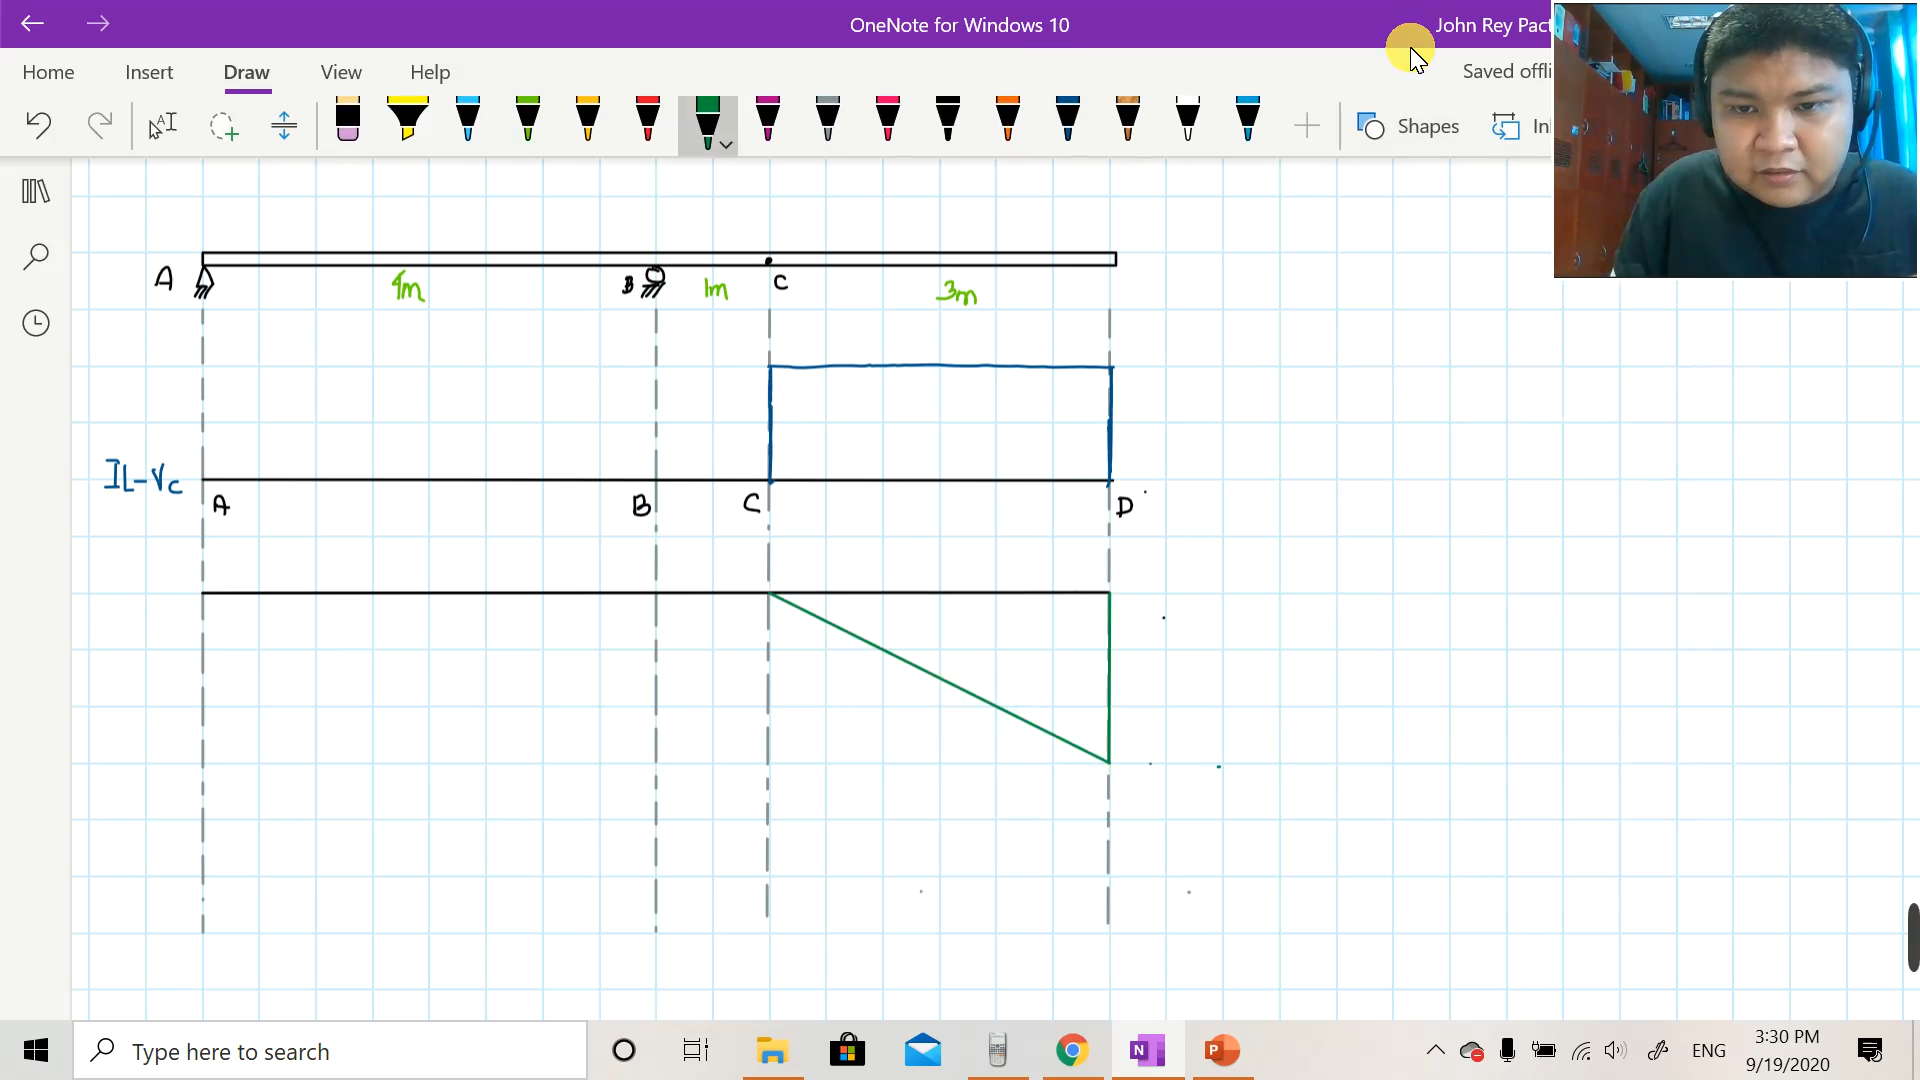 OneNote for Windows 10
John Rey Pact
Home Insert Draw View Help
Saved offli
Shapes
A 4m B 1m C 3m
IL-Vc
A B C D
Type here to search
ENG
3:30 PM
9/19/2020